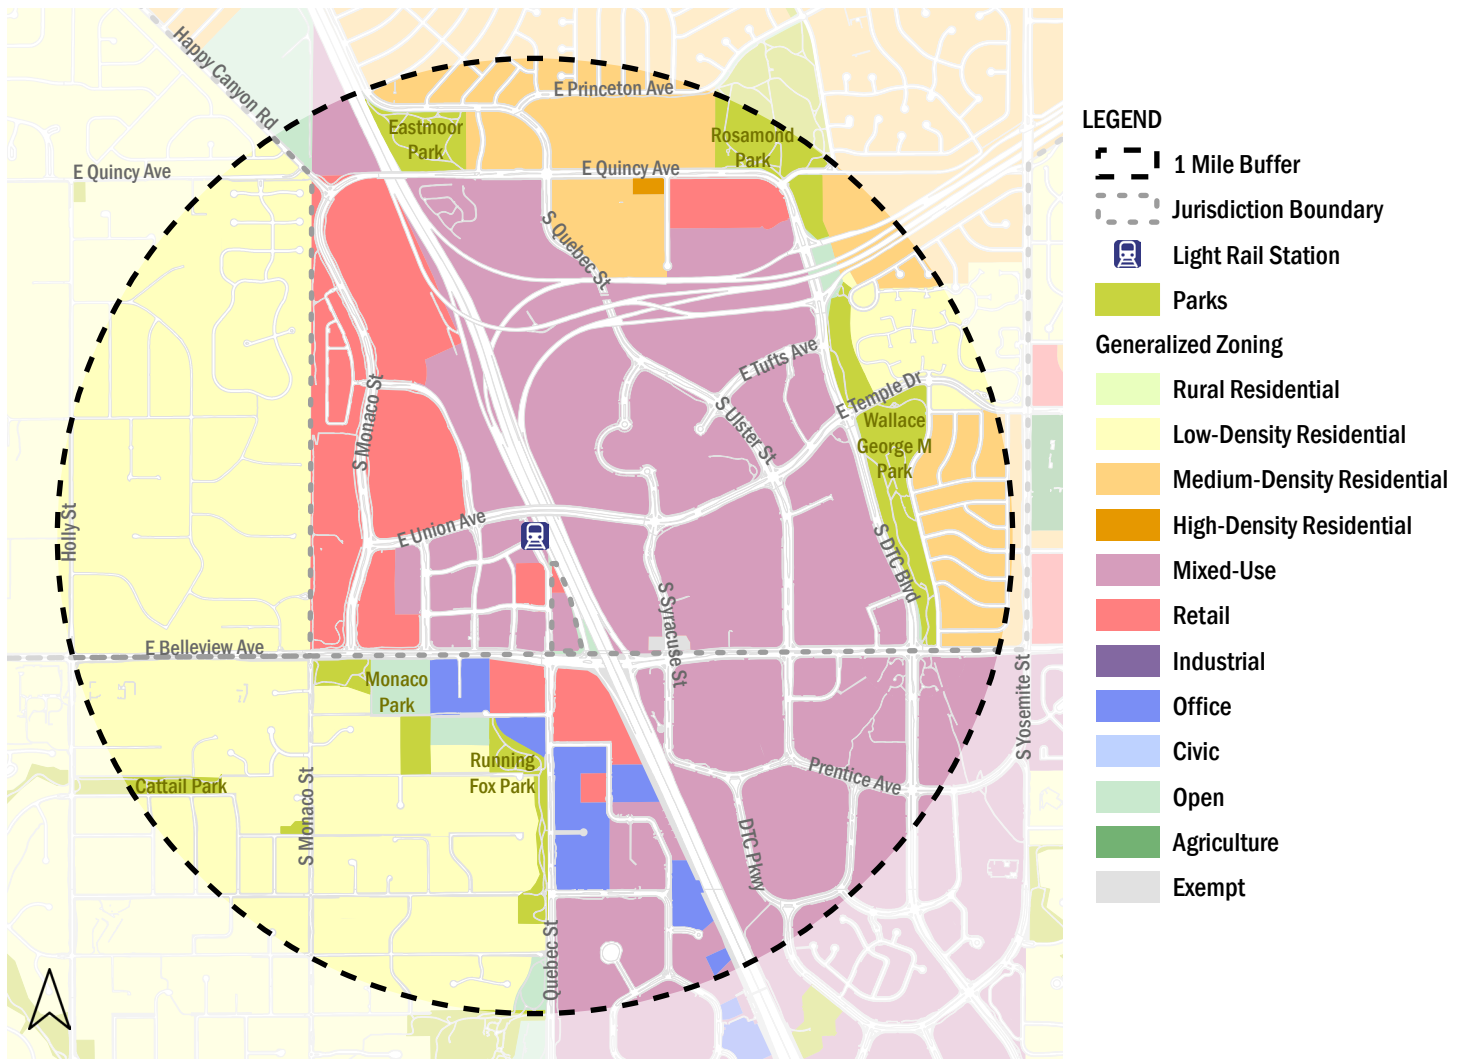 Happy Canyon Rd
E Princeton Ave
Eastmoor
Park
Rosamond
Park
E Quincy Ave
E Quincy Ave
S Quebec St
E Tufts Ave
E Temple Dr
S Monaco St
S Ulster St
Wallace
George M
Park
Holly St
E Union Ave
S DTC Blvd
S Syracuse St
E Belleview Ave
Monaco
Park
S Yosemite St
Running
Fox Park
Cattail Park
Prentice Ave
S Monaco St
DTC Pkwy
Quebec St
LEGEND
1 Mile Buffer
Jurisdiction Boundary
Light Rail Station
Parks
Generalized Zoning
Rural Residential
Low-Density Residential
Medium-Density Residential
High-Density Residential
Mixed-Use
Retail
Industrial
Office
Civic
Open
Agriculture
Exempt